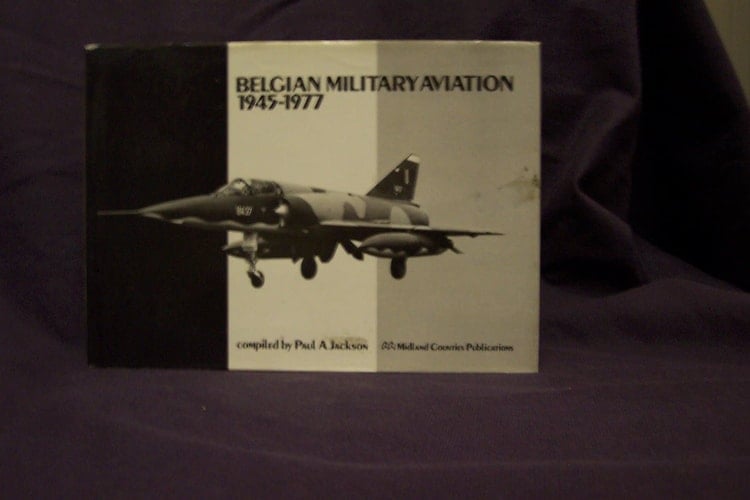 BELGIAN MILITARY AVIATION
1945-1977
compiled by Paul A. Jackson
Midland Counties Publications